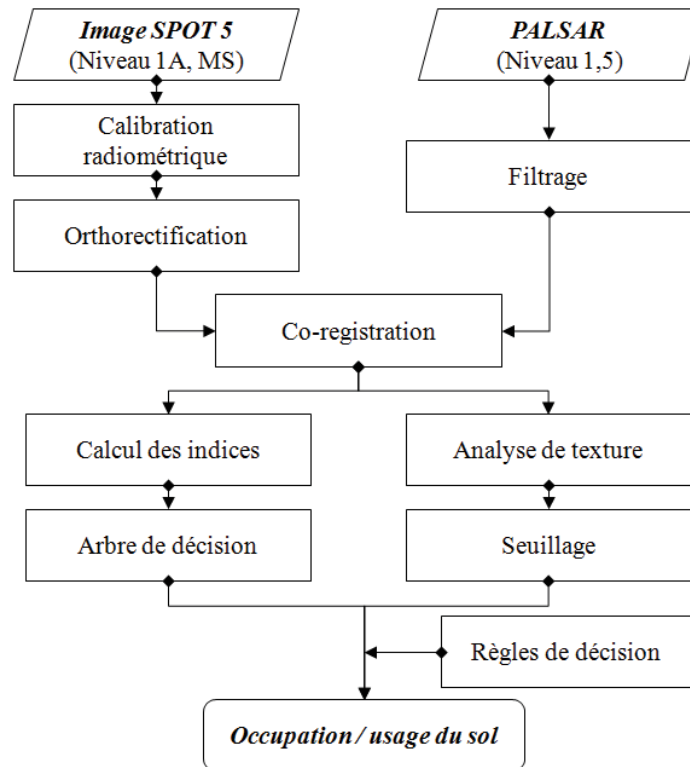 Image SPOT 5
(Niveau 1A, MS)
PALSAR
(Niveau 1,5)
Calibration
radiométrique
Filtrage
Orthorectification
Co-registration
Calcul des indices
Analyse de texture
Arbre de décision
Seuillage
Règles de décision
Occupation / usage du sol